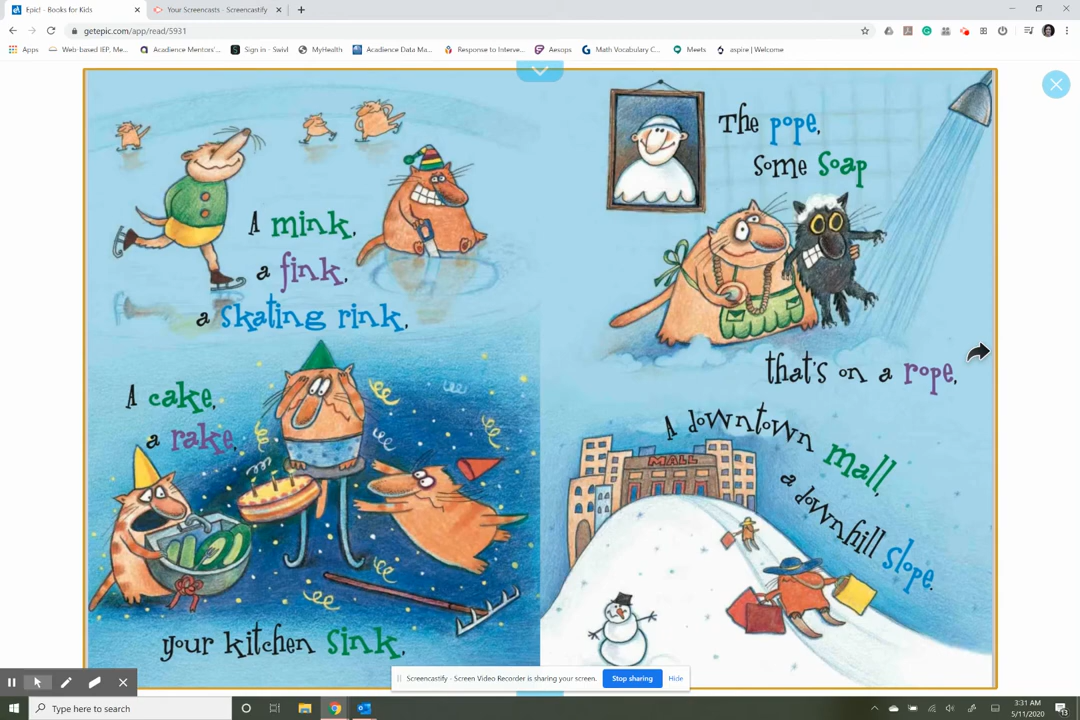 Epic! - Books for Kids
Your Screencasts - Screencastify
getepic.com/app/read/5931
Apps
Web-based IEP, Me...
Acadience Mentors'...
Sign in - Swivl
MyHealth
Acadience Data Ma...
Response to Interve...
Aesops
Math Vocabulary C...
Meets
aspire | Welcome
A mink,
a fink,
a skating rink,
A cake,
a rake,
your kitchen sink,
The pope,
some soap
that's on a rope,
MALL
A downtown mall,
a downhill slope.
Screencastify - Screen Video Recorder is sharing your screen.
Stop sharing
Hide
Type here to search
3:31 AM
5/11/2020
13